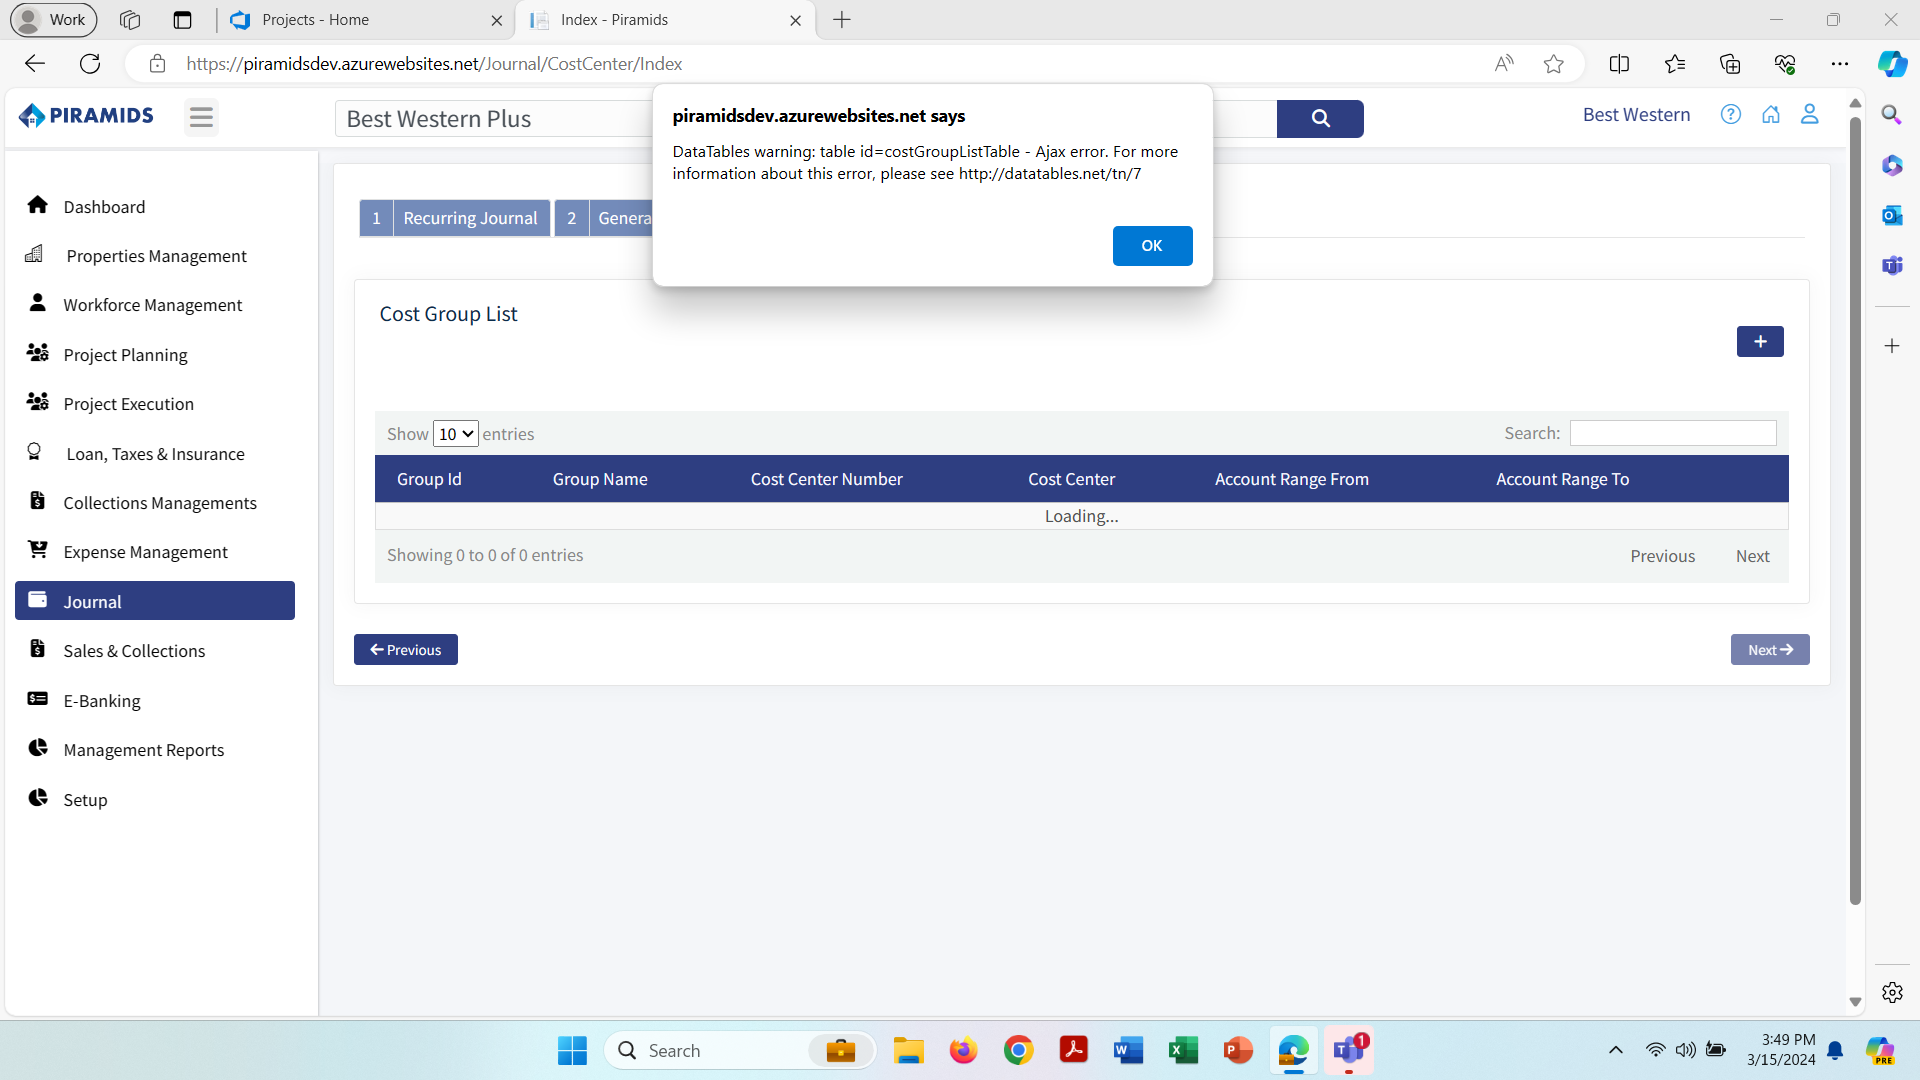 Work
Projects - Home
Index - Piramids
https://piramidsdev.azurewebsites.net/Journal/CostCenter/Index
PIRAMIDS
Best Western Plus
Best Western
piramidsdev.azurewebsites.net says
DataTables warning: table id=costGroupListTable - Ajax error. For more
information about this error, please see http://datatables.net/tn/7
OK
Dashboard
Properties Management
Workforce Management
Project Planning
Project Execution
Loan, Taxes & Insurance
Collections Managements
Expense Management
Journal
Sales & Collections
E-Banking
Management Reports
Setup
1 Recurring Journal 2 Genera
Cost Group List
+
Show 10 entries
Search:
Group Id Group Name Cost Center Number Cost Center Account Range From Account Range To
Loading...
Showing 0 to 0 of 0 entries
Previous Next
Previous
Next
Search
1
3:49 PM
3/15/2024
PRE